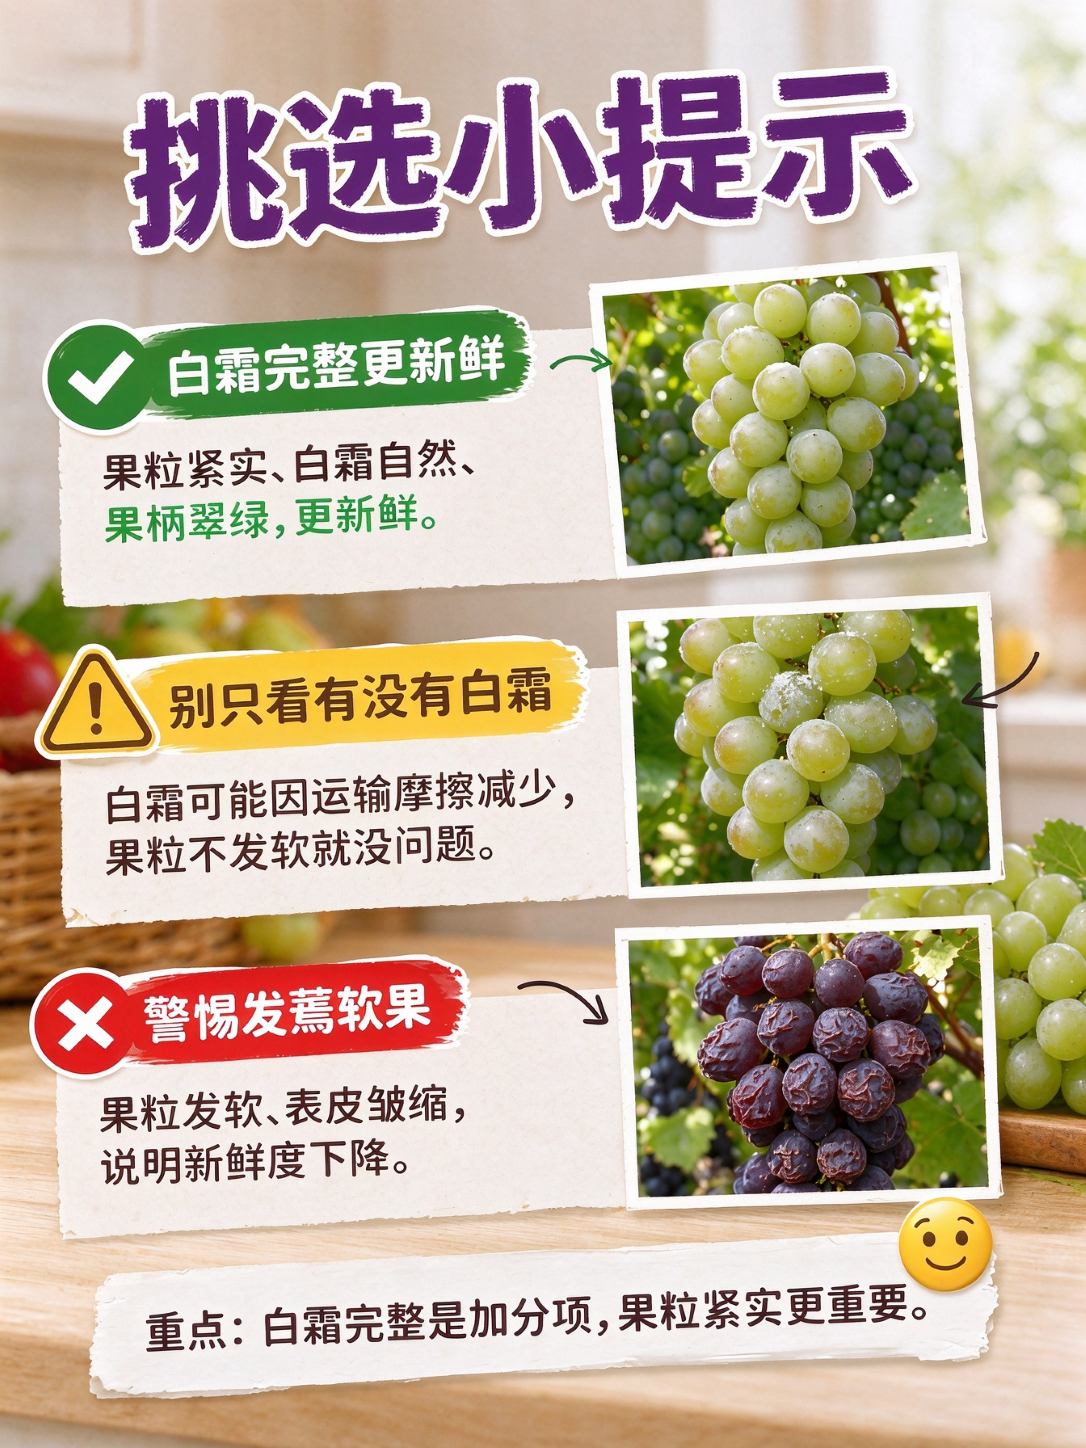 挑选小提示
白霜完整更新鲜
果粒紧实、白霜自然、
果柄翠绿，更新鲜。
别只看有没有白霜
白霜可能因运输摩擦减少，
果粒不发软就没问题。
警惕发蔫软果
果粒发软、表皮皱缩，
说明新鲜度下降。
重点：白霜完整是加分项，果粒紧实更重要。